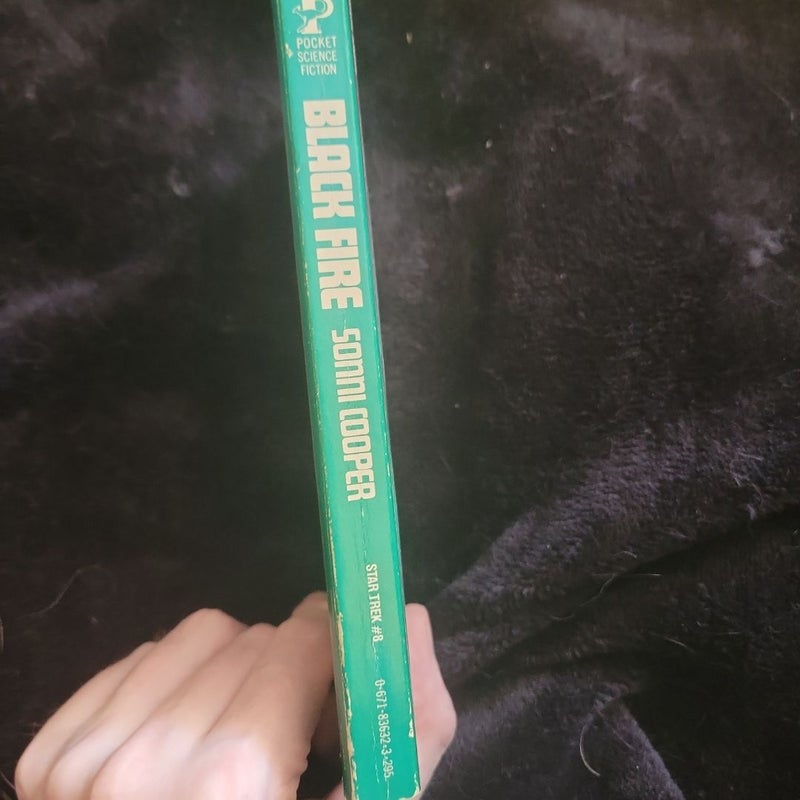 POCKET
SCIENCE
FICTION
BLACK FIRE
SONNI COOPER
STAR TREK #8
0-671-83632-3·295